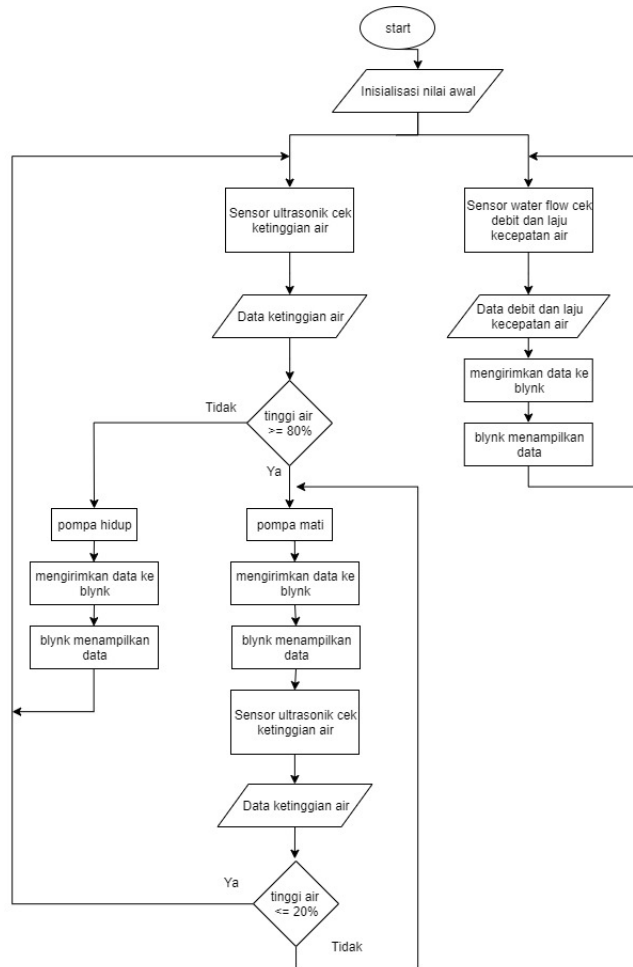 start
Inisialisasi nilai awal
Sensor ultrasonik cek
ketinggian air
Sensor water flow cek
debit dan laju
kecepatan air
Data ketinggian air
Data debit dan laju
kecepatan air
mengirimkan data ke
blynk
tinggi air
>= 80%
Tidak
blynk menampilkan
data
Ya
pompa hidup
pompa mati
mengirimkan data ke
blynk
mengirimkan data ke
blynk
blynk menampilkan
data
blynk menampilkan
data
Sensor ultrasonik cek
ketinggian air
Data ketinggian air
Ya
tinggi air
<= 20%
Tidak